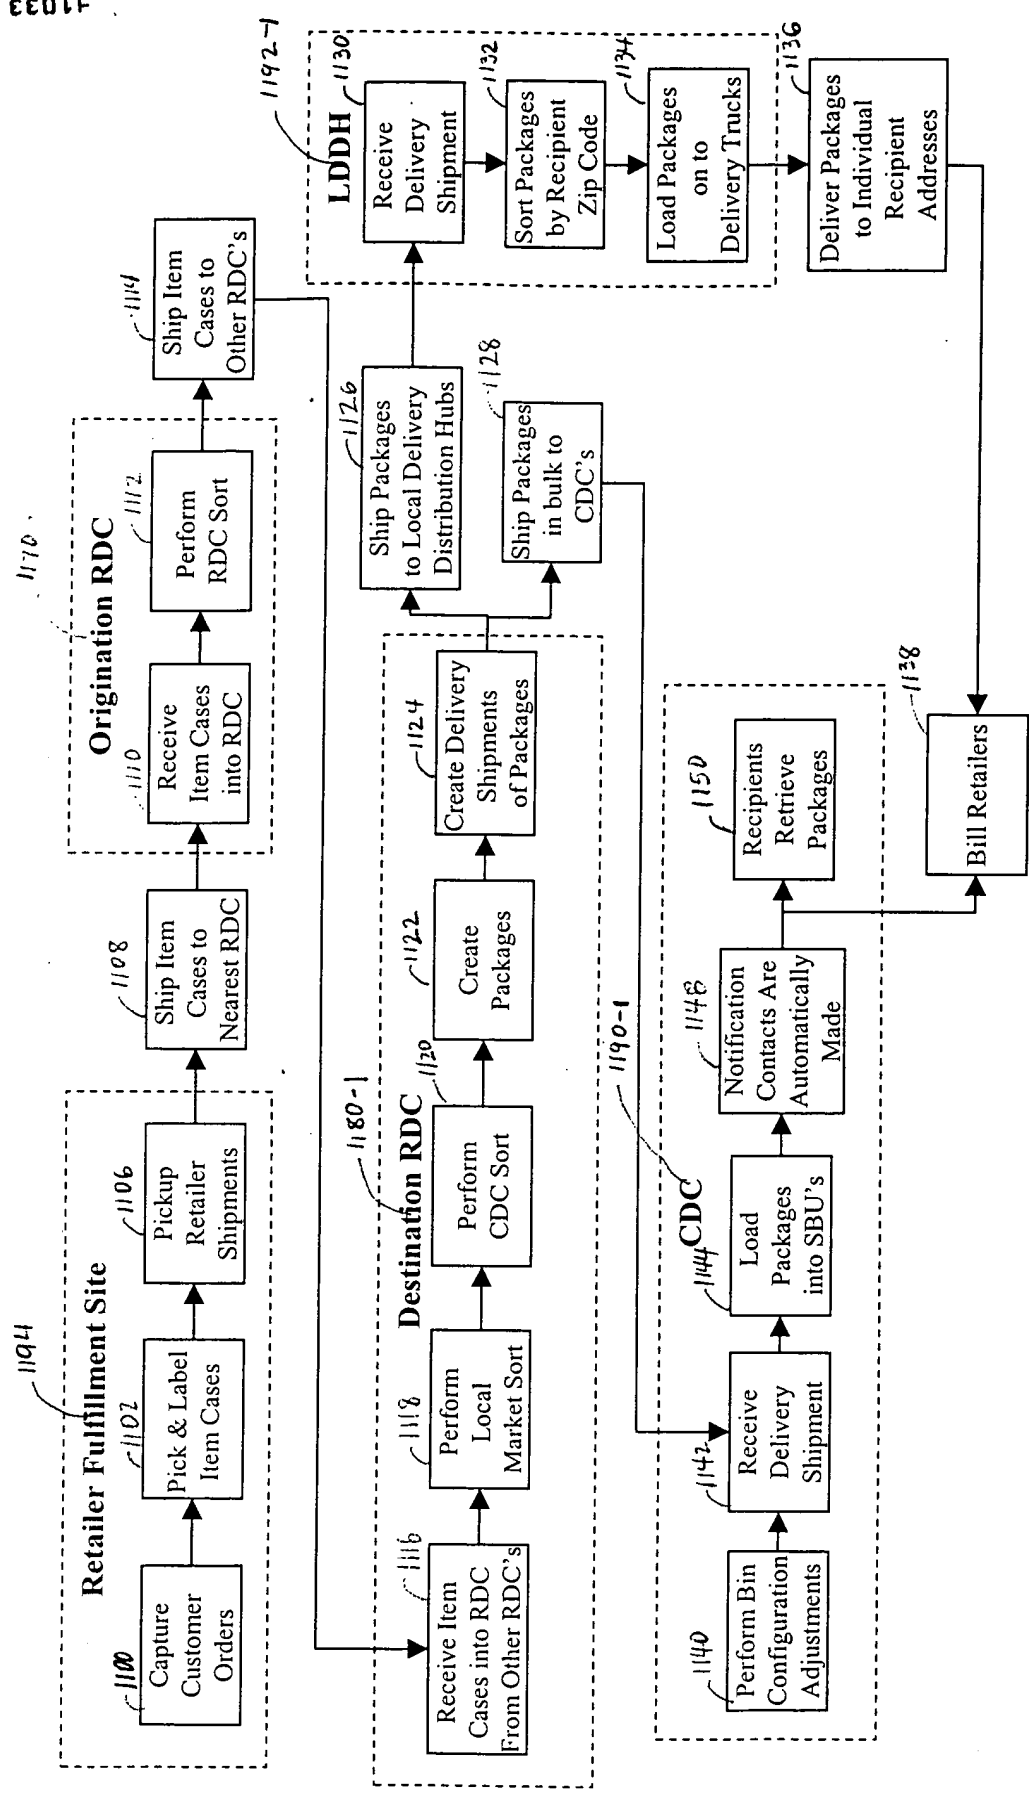 11033
1194
Retailer Fulfillment Site
1100
Capture
Customer
Orders
1102
Pick & Label
Item Cases
1106
Pickup
Retailer
Shipments
1108
Ship Item
Cases to
Nearest RDC
1170
Origination RDC
1110
Receive
Item Cases
into RDC
1112
Perform
RDC Sort
1114
Ship Item
Cases to
Other RDC's
1180-1
Destination RDC
1116
Receive Item
Cases into RDC
From Other RDC's
1118
Perform
Local
Market Sort
1120
Perform
CDC Sort
1122
Create
Packages
1124
Create Delivery
Shipments
of Packages
1126
Ship Packages
to Local Delivery
Distribution Hubs
1128
Ship Packages
in bulk to
CDC's
1192-1
LDDH
1130
Receive
Delivery
Shipment
1132
Sort Packages
by Recipient
Zip Code
1134
Load Packages
on to
Delivery Trucks
1136
Deliver Packages
to Individual
Recipient
Addresses
1190-1
CDC
1140
Perform Bin
Configuration
Adjustments
1142
Receive
Delivery
Shipment
1144
Load
Packages
into SBU's
1148
Notification
Contacts Are
Automatically
Made
1150
Recipients
Retrieve
Packages
1138
Bill Retailers